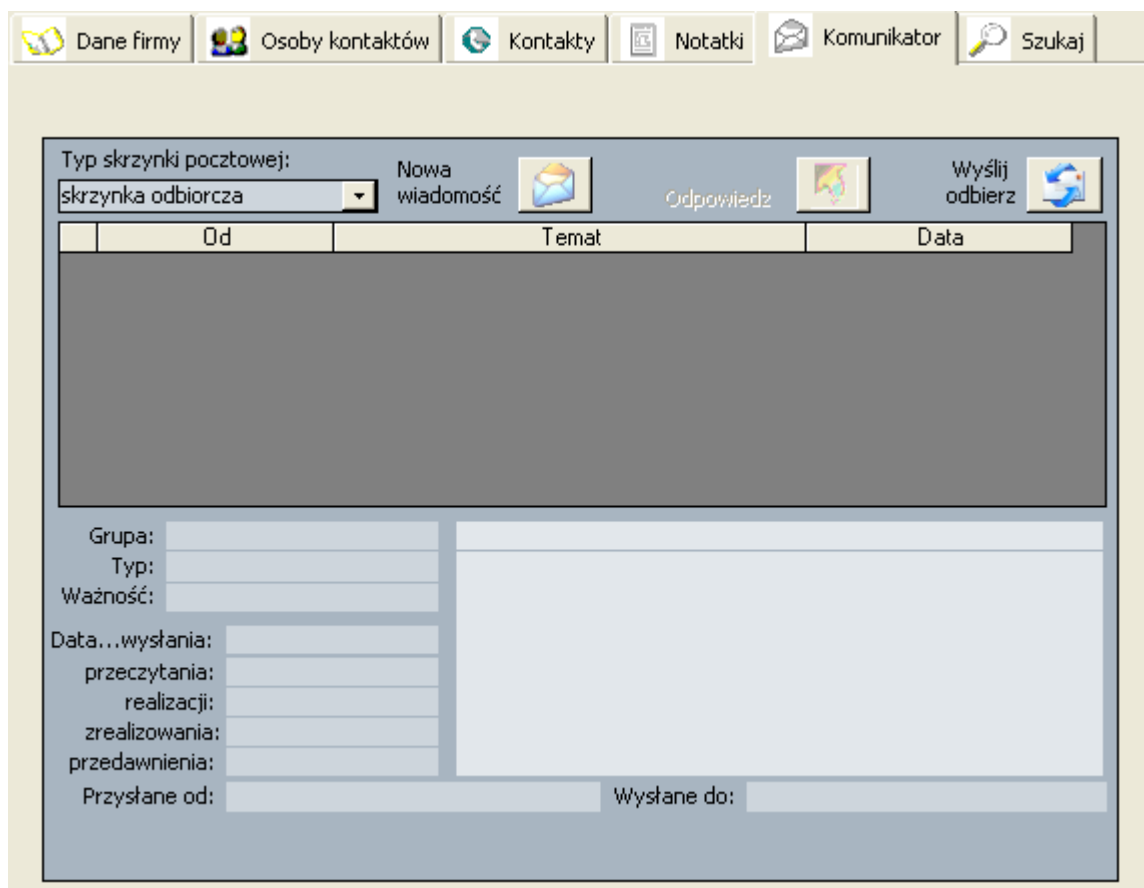 Dane firmy Osoby kontaktów Kontakty Notatki Komunikator Szukaj
Typ skrzynki pocztowej:
skrzynka odbiorcza
Nowa
wiadomość
Odpowiedz
Wyślij
odbierz
Od Temat Data
Grupa:
Typ:
Ważność:
Data...wysłania:
przeczytania:
realizacji:
zrealizowania:
przedawnienia:
Przysłane od: Wysłane do: